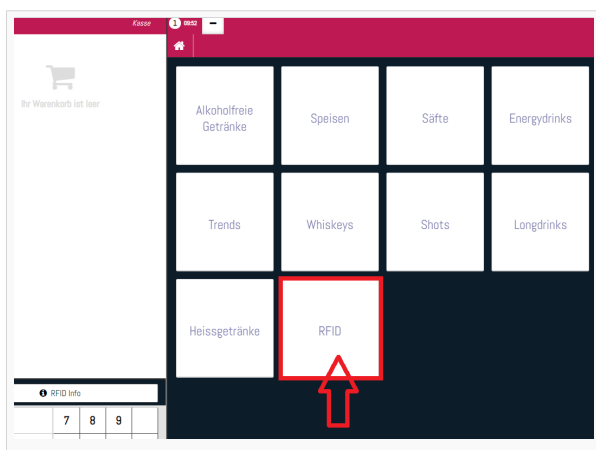 Kasse
1 09:52
Ihr Warenkorb ist leer
Alkoholfreie
Getränke
Speisen
Säfte
Energydrinks
Trends
Whiskeys
Shots
Longdrinks
Heissgetränke
RFID
RFID Info
7 8 9